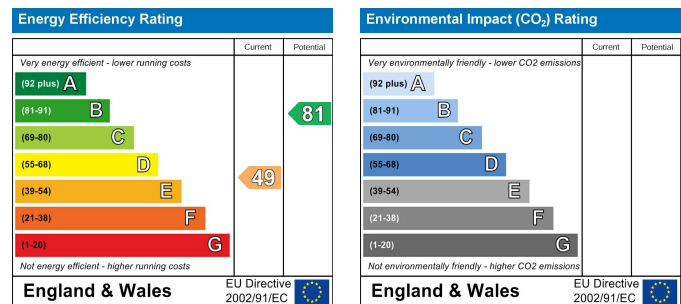 Energy Efficiency Rating
Current Potential
Very energy efficient - lower running costs
(92 plus) A
(81-91) B
81
(69-80) C
(55-68) D
49
(39-54) E
(21-38) F
(1-20) G
Not energy efficient - higher running costs
England & Wales
EU Directive
2002/91/EC
Environmental Impact (CO2) Rating
Current Potential
Very environmentally friendly - lower CO2 emissions
(92 plus) A
(81-91) B
(69-80) C
(55-68) D
(39-54) E
(21-38) F
(1-20) G
Not environmentally friendly - higher CO2 emissions
England & Wales
EU Directive
2002/91/EC